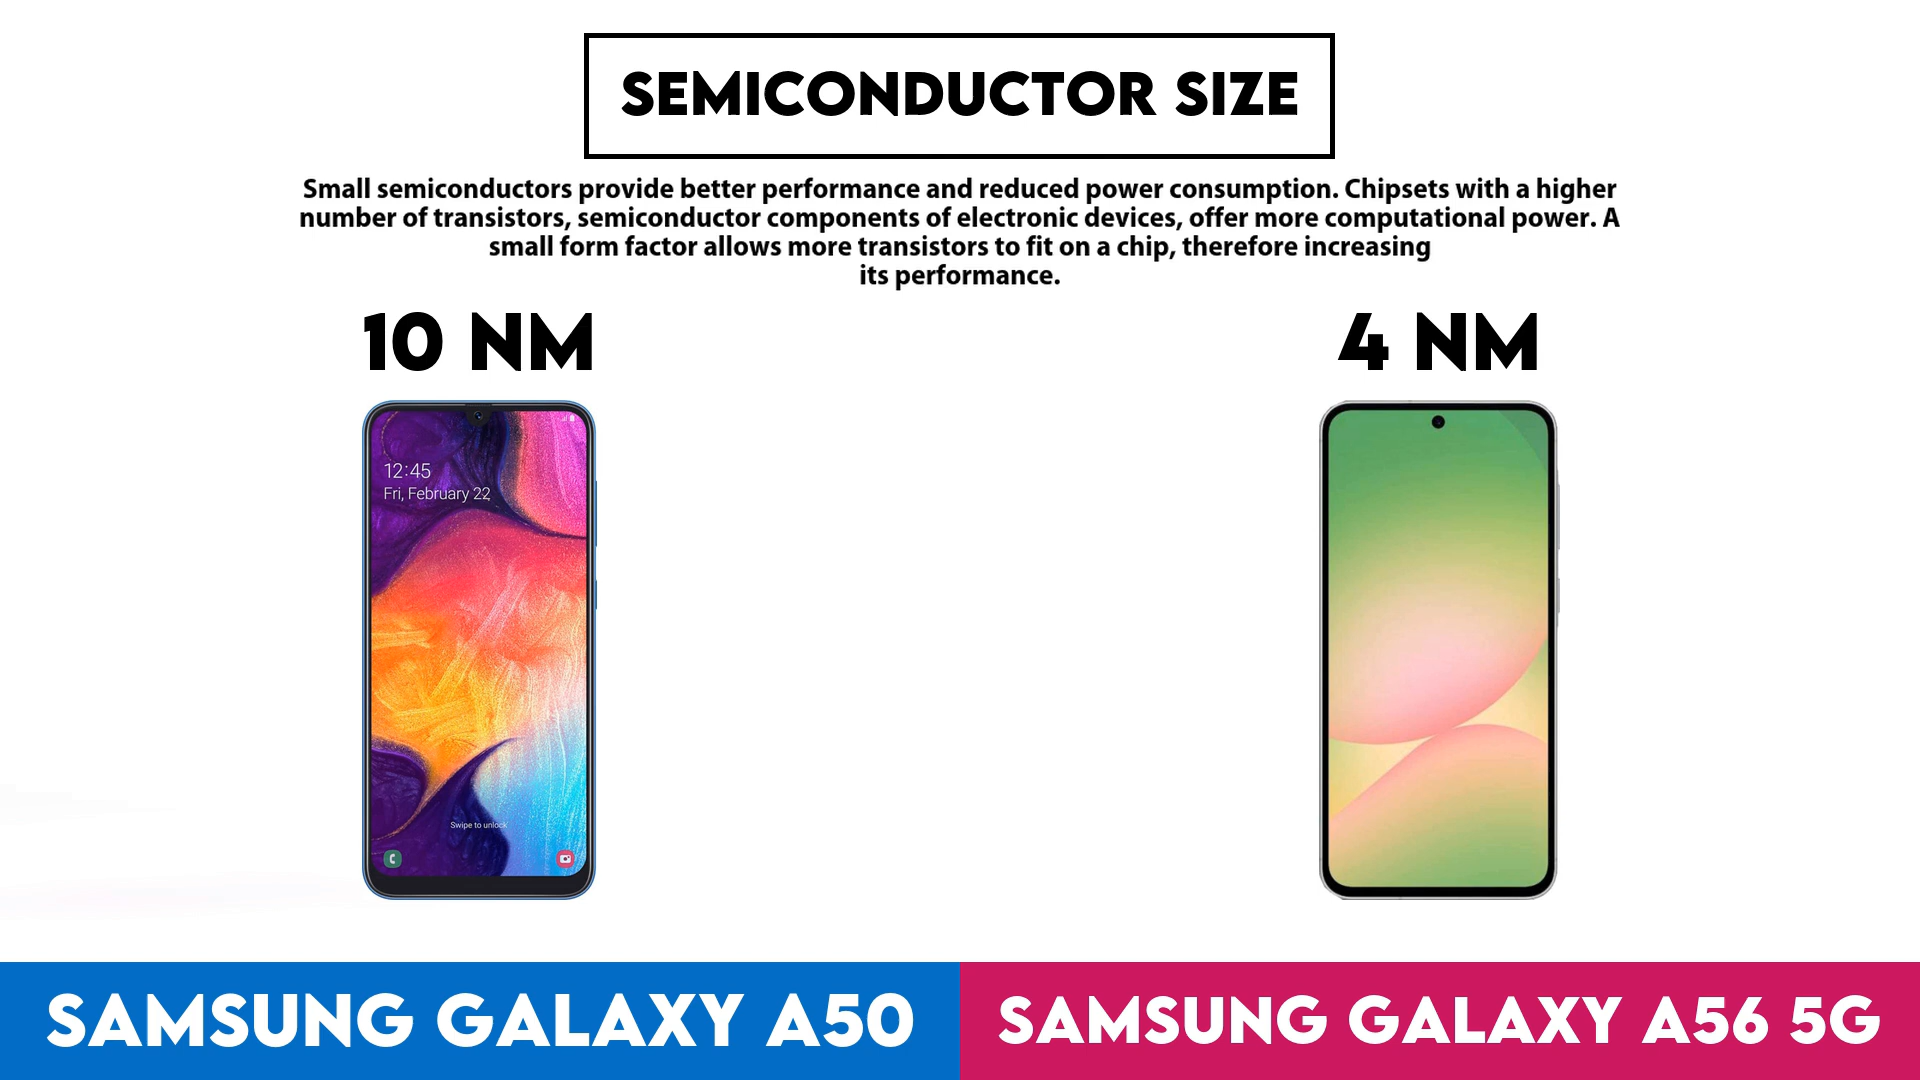 SEMICONDUCTOR SIZE
Small semiconductors provide better performance and reduced power consumption. Chipsets with a higher
number of transistors, semiconductor components of electronic devices, offer more computational power. A
small form factor allows more transistors to fit on a chip, therefore increasing
its performance.
10 NM
4 NM
12:45
Fri, February 22
Swipe to unlock
SAMSUNG GALAXY A50
SAMSUNG GALAXY A56 5G